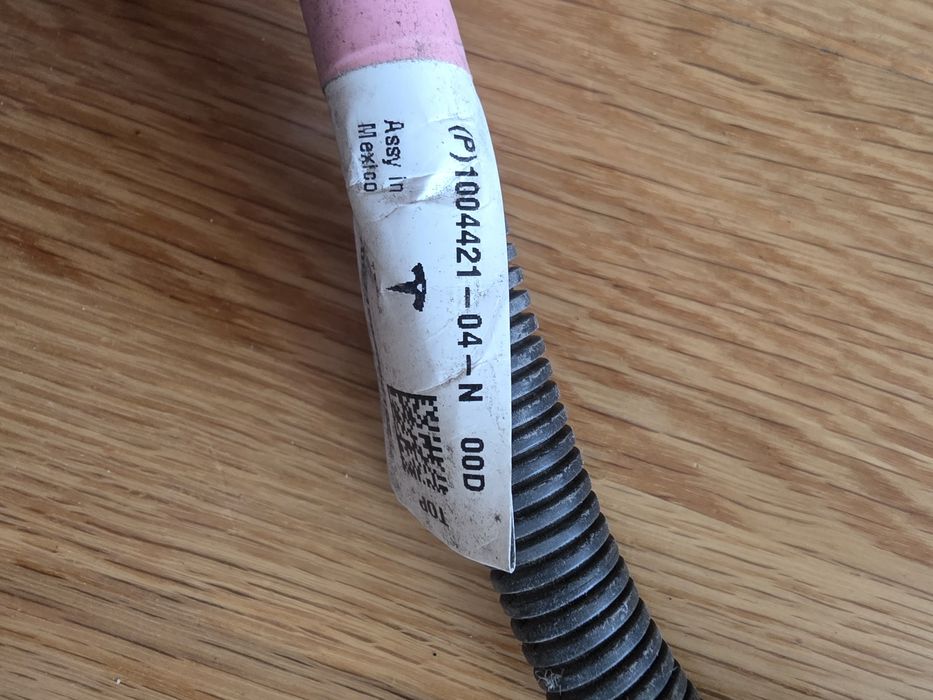 (P)1004421-04-N 00D
Assy in
Mexico
TOP